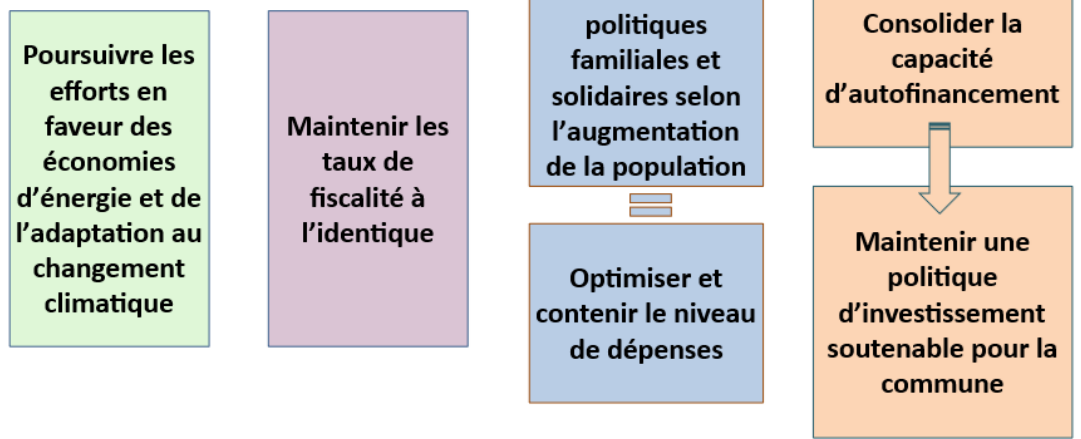 Poursuivre les
efforts en
faveur des
économies
d’énergie et de
l’adaptation au
changement
climatique
Maintenir les
taux de
fiscalité à
l’identique
politiques
familiales et
solidaires selon
l’augmentation
de la population
Optimiser et
contenir le niveau
de dépenses
Consolider la
capacité
d’autofinancement
Maintenir une
politique
d’investissement
soutenable pour la
commune